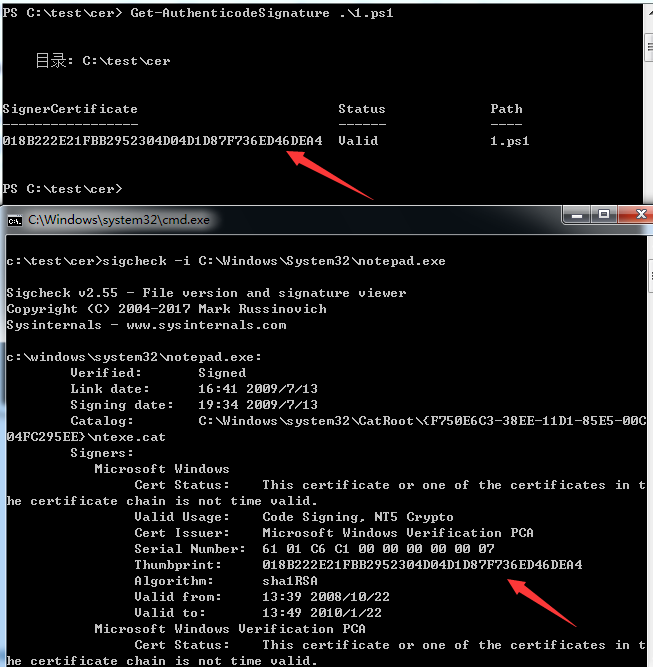 PS C:\test\cer> Get-AuthenticodeSignature .\1.ps1
目录: C:\test\cer
SignerCertificate Status Path
----------------- ------ ----
018B222E21FBB2952304D04D1D87F736ED46DEA4 Valid 1.ps1
PS C:\test\cer>
C:\Windows\system32\cmd.exe
c:\test\cer>sigcheck -i C:\Windows\System32\notepad.exe
Sigcheck v2.55 - File version and signature viewer
Copyright (C) 2004-2017 Mark Russinovich
Sysinternals - www.sysinternals.com
c:\windows\system32\notepad.exe:
Verified: Signed
Link date: 16:41 2009/7/13
Signing date: 19:34 2009/7/13
Catalog: C:\Windows\system32\CatRoot\{F750E6C3-38EE-11D1-85E5-00C
04FC295EE}\ntexe.cat
Signers:
Microsoft Windows
Cert Status: This certificate or one of the certificates in t
he certificate chain is not time valid.
Valid Usage: Code Signing, NT5 Crypto
Cert Issuer: Microsoft Windows Verification PCA
Serial Number: 61 01 C6 C1 00 00 00 00 00 07
Thumbprint: 018B222E21FBB2952304D04D1D87F736ED46DEA4
Algorithm: sha1RSA
Valid from: 13:39 2008/10/22
Valid to: 13:49 2010/1/22
Microsoft Windows Verification PCA
Cert Status: This certificate or one of the certificates in t
he certificate chain is not time valid.